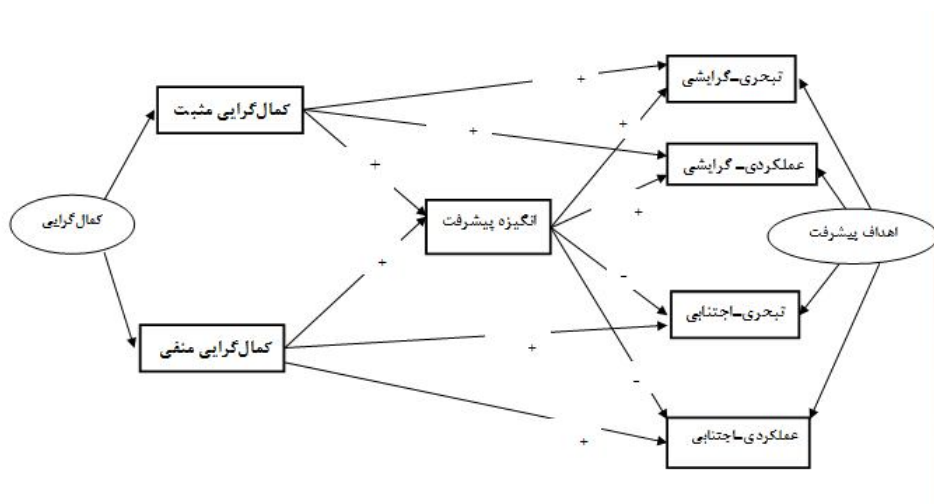 تبحری-گرایشی
+
کمال‌گرایی مثبت
+
+
عملکردی- گرایشی
+
انگیزه پیشرفت
+
کمال‌گرایی
اهداف پیشرفت
+
-
تبحری-اجتنابی
کمال‌گرایی منفی
+
-
عملکردی-اجتنابی
+